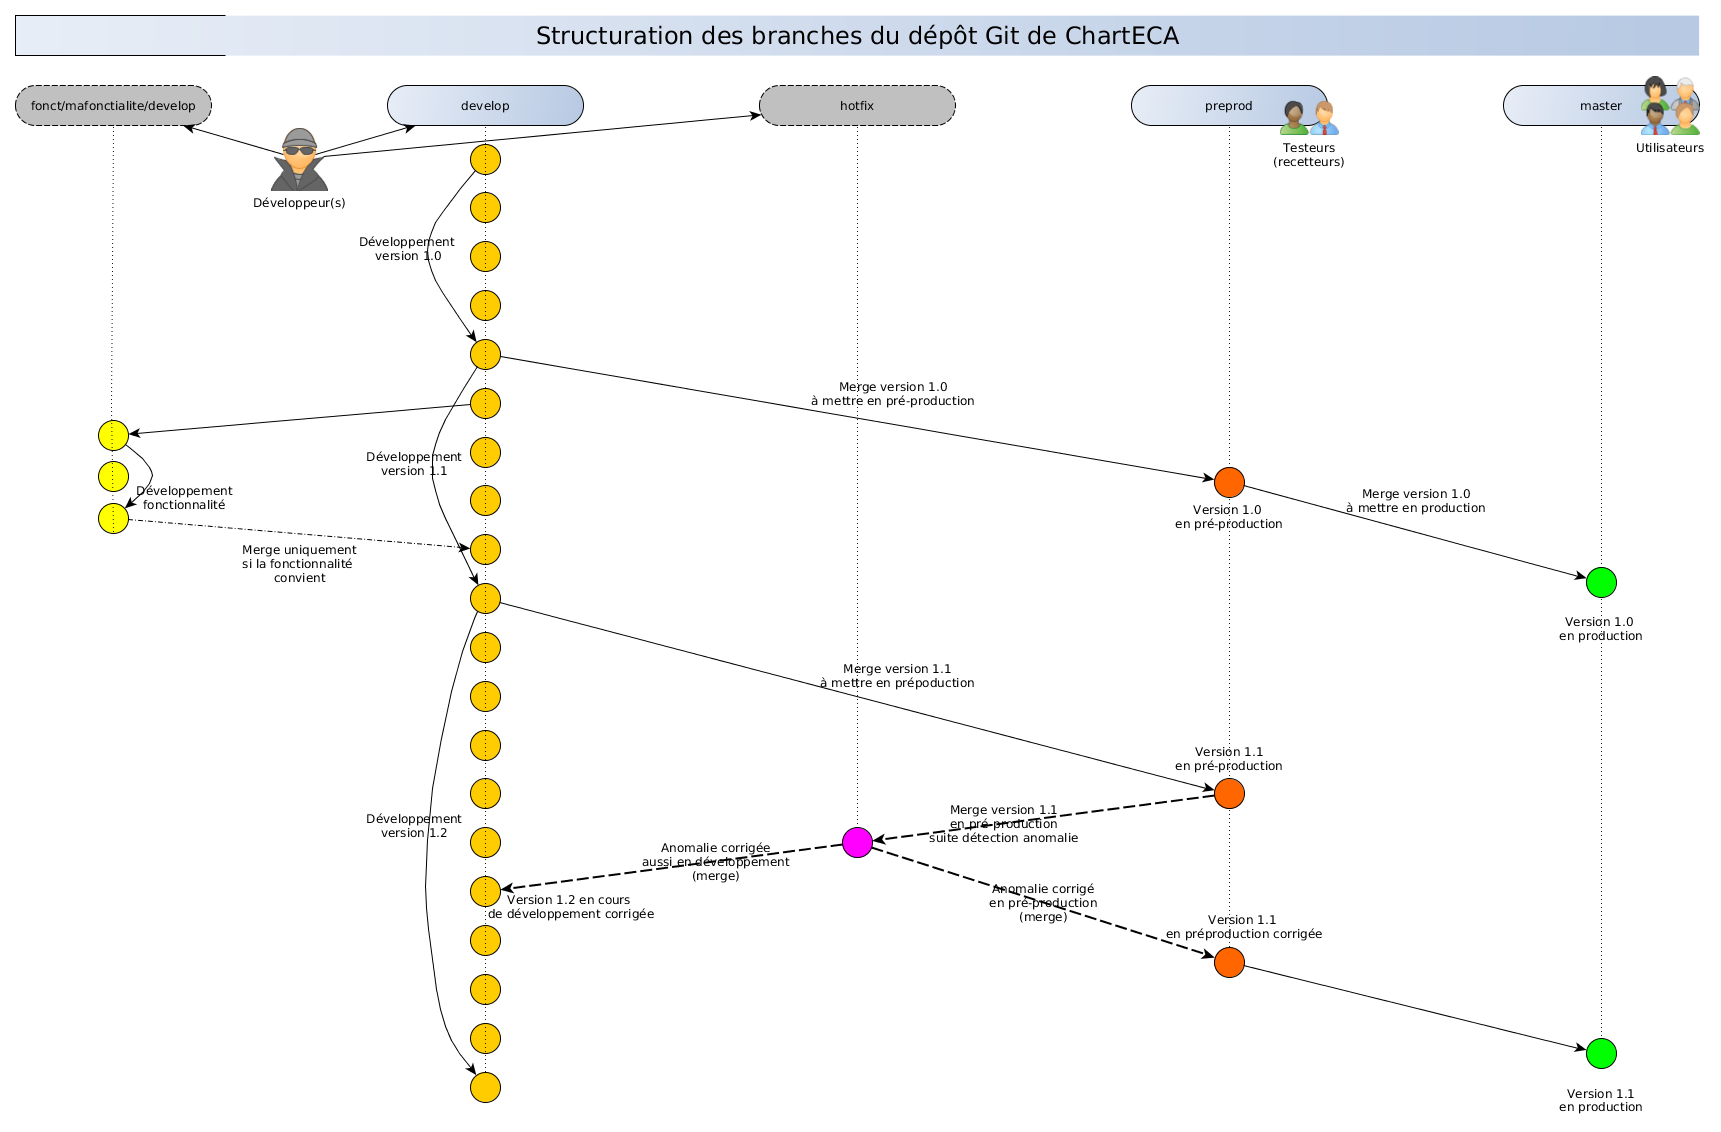 Structuration des branches du dépôt Git de ChartECA
fonct/mafonctialite/develop
develop
hotfix
preprod
master
Testeurs
(recetteurs)
Utilisateurs
Développeur(s)
Développement
version 1.0
Merge version 1.0
à mettre en pré-production
Développement
version 1.1
Développement
fonctionnalité
Merge version 1.0
à mettre en production
Version 1.0
en pré-production
Merge uniquement
si la fonctionnalité
convient
Version 1.0
en production
Merge version 1.1
à mettre en prépoduction
Version 1.1
en pré-production
Merge version 1.1
en pré-production
suite détection anomalie
Développement
version 1.2
Anomalie corrigée
aussi en développement
(merge)
Anomalie corrigé
en pré-production
(merge)
Version 1.2 en cours
de développement corrigée
Version 1.1
en préproduction corrigée
Version 1.1
en production